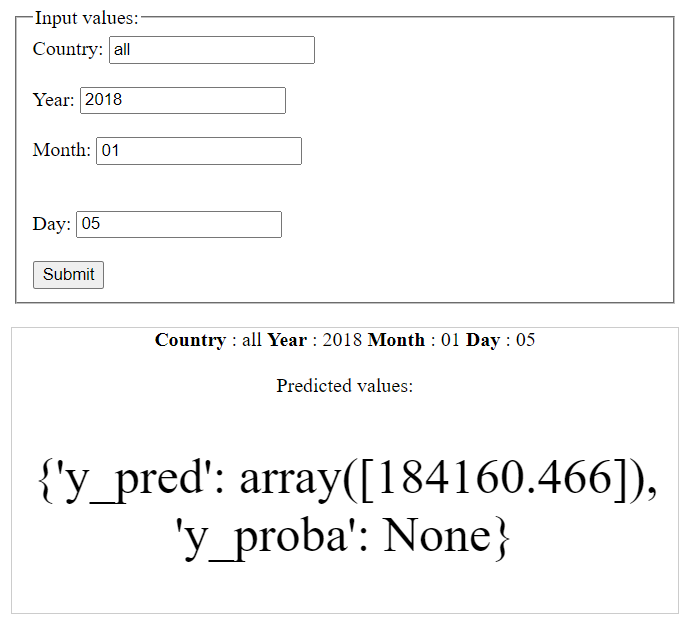 Input values:
Country: all
Year: 2018
Month: 01
Day: 05
Submit
Country : all Year : 2018 Month : 01 Day : 05
Predicted values:
{'y_pred': array([184160.466]),
'y_proba': None}